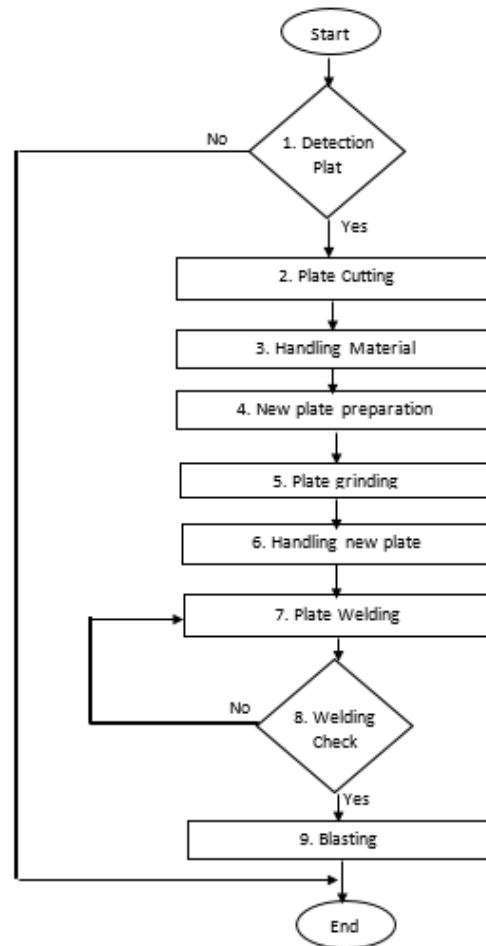 Start
No
1. Detection
Plat
Yes
2. Plate Cutting
3. Handling Material
4. New plate preparation
5. Plate grinding
6. Handling new plate
7. Plate Welding
No
8. Welding
Check
Yes
9. Blasting
End